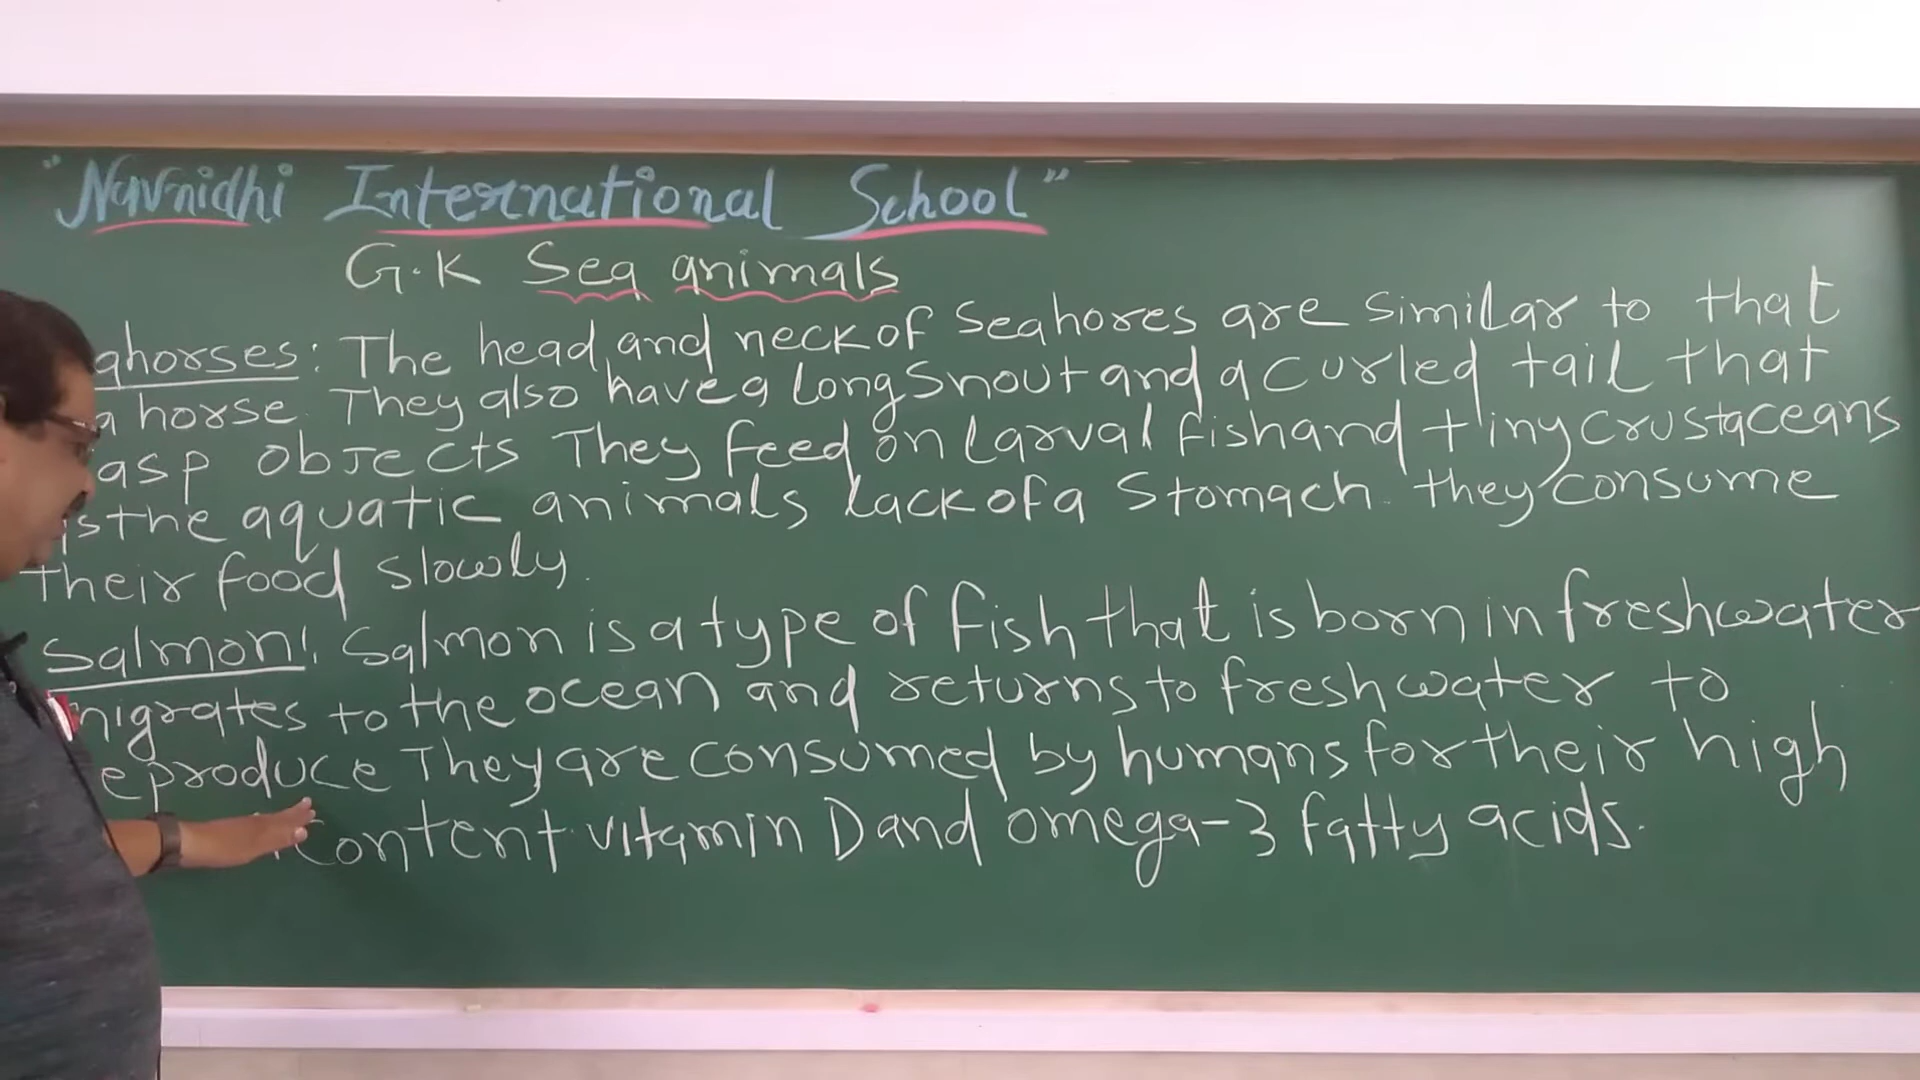 "Navnidhi International School"
G.K Sea animals
ahorses: The head and neck of Seahores are similar to that
a horse. They also have a long Snout and a curled tail that
asp objects They feed on larval fish and tiny crustaceans
is the aquatic animals lack of a Stomach. they consume
their food slowly.
Salmon: Salmon is a type of fish that is born in freshwater
migrates to the ocean and returns to freshwater to
eproduce They are consumed by humans for their high
content vitamin D and omega-3 fatty acids.